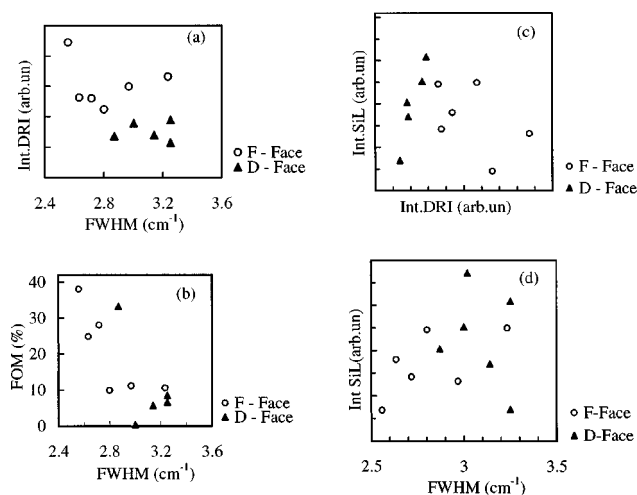 (a)
Int.DRI (arb.un)
F - Face
D - Face
2.4 2.8 3.2 3.6
FWHM (cm⁻¹)
(c)
Int.SiL (arb.un)
F - Face
D - Face
Int.DRI (arb.un)
(b)
FOM (%)
40
30
20
10
0
F - Face
D - Face
2.4 2.8 3.2 3.6
FWHM (cm⁻¹)
(d)
Int SiL(arb.un)
F-Face
D-Face
2.5 3 3.5
FWHM (cm⁻¹)